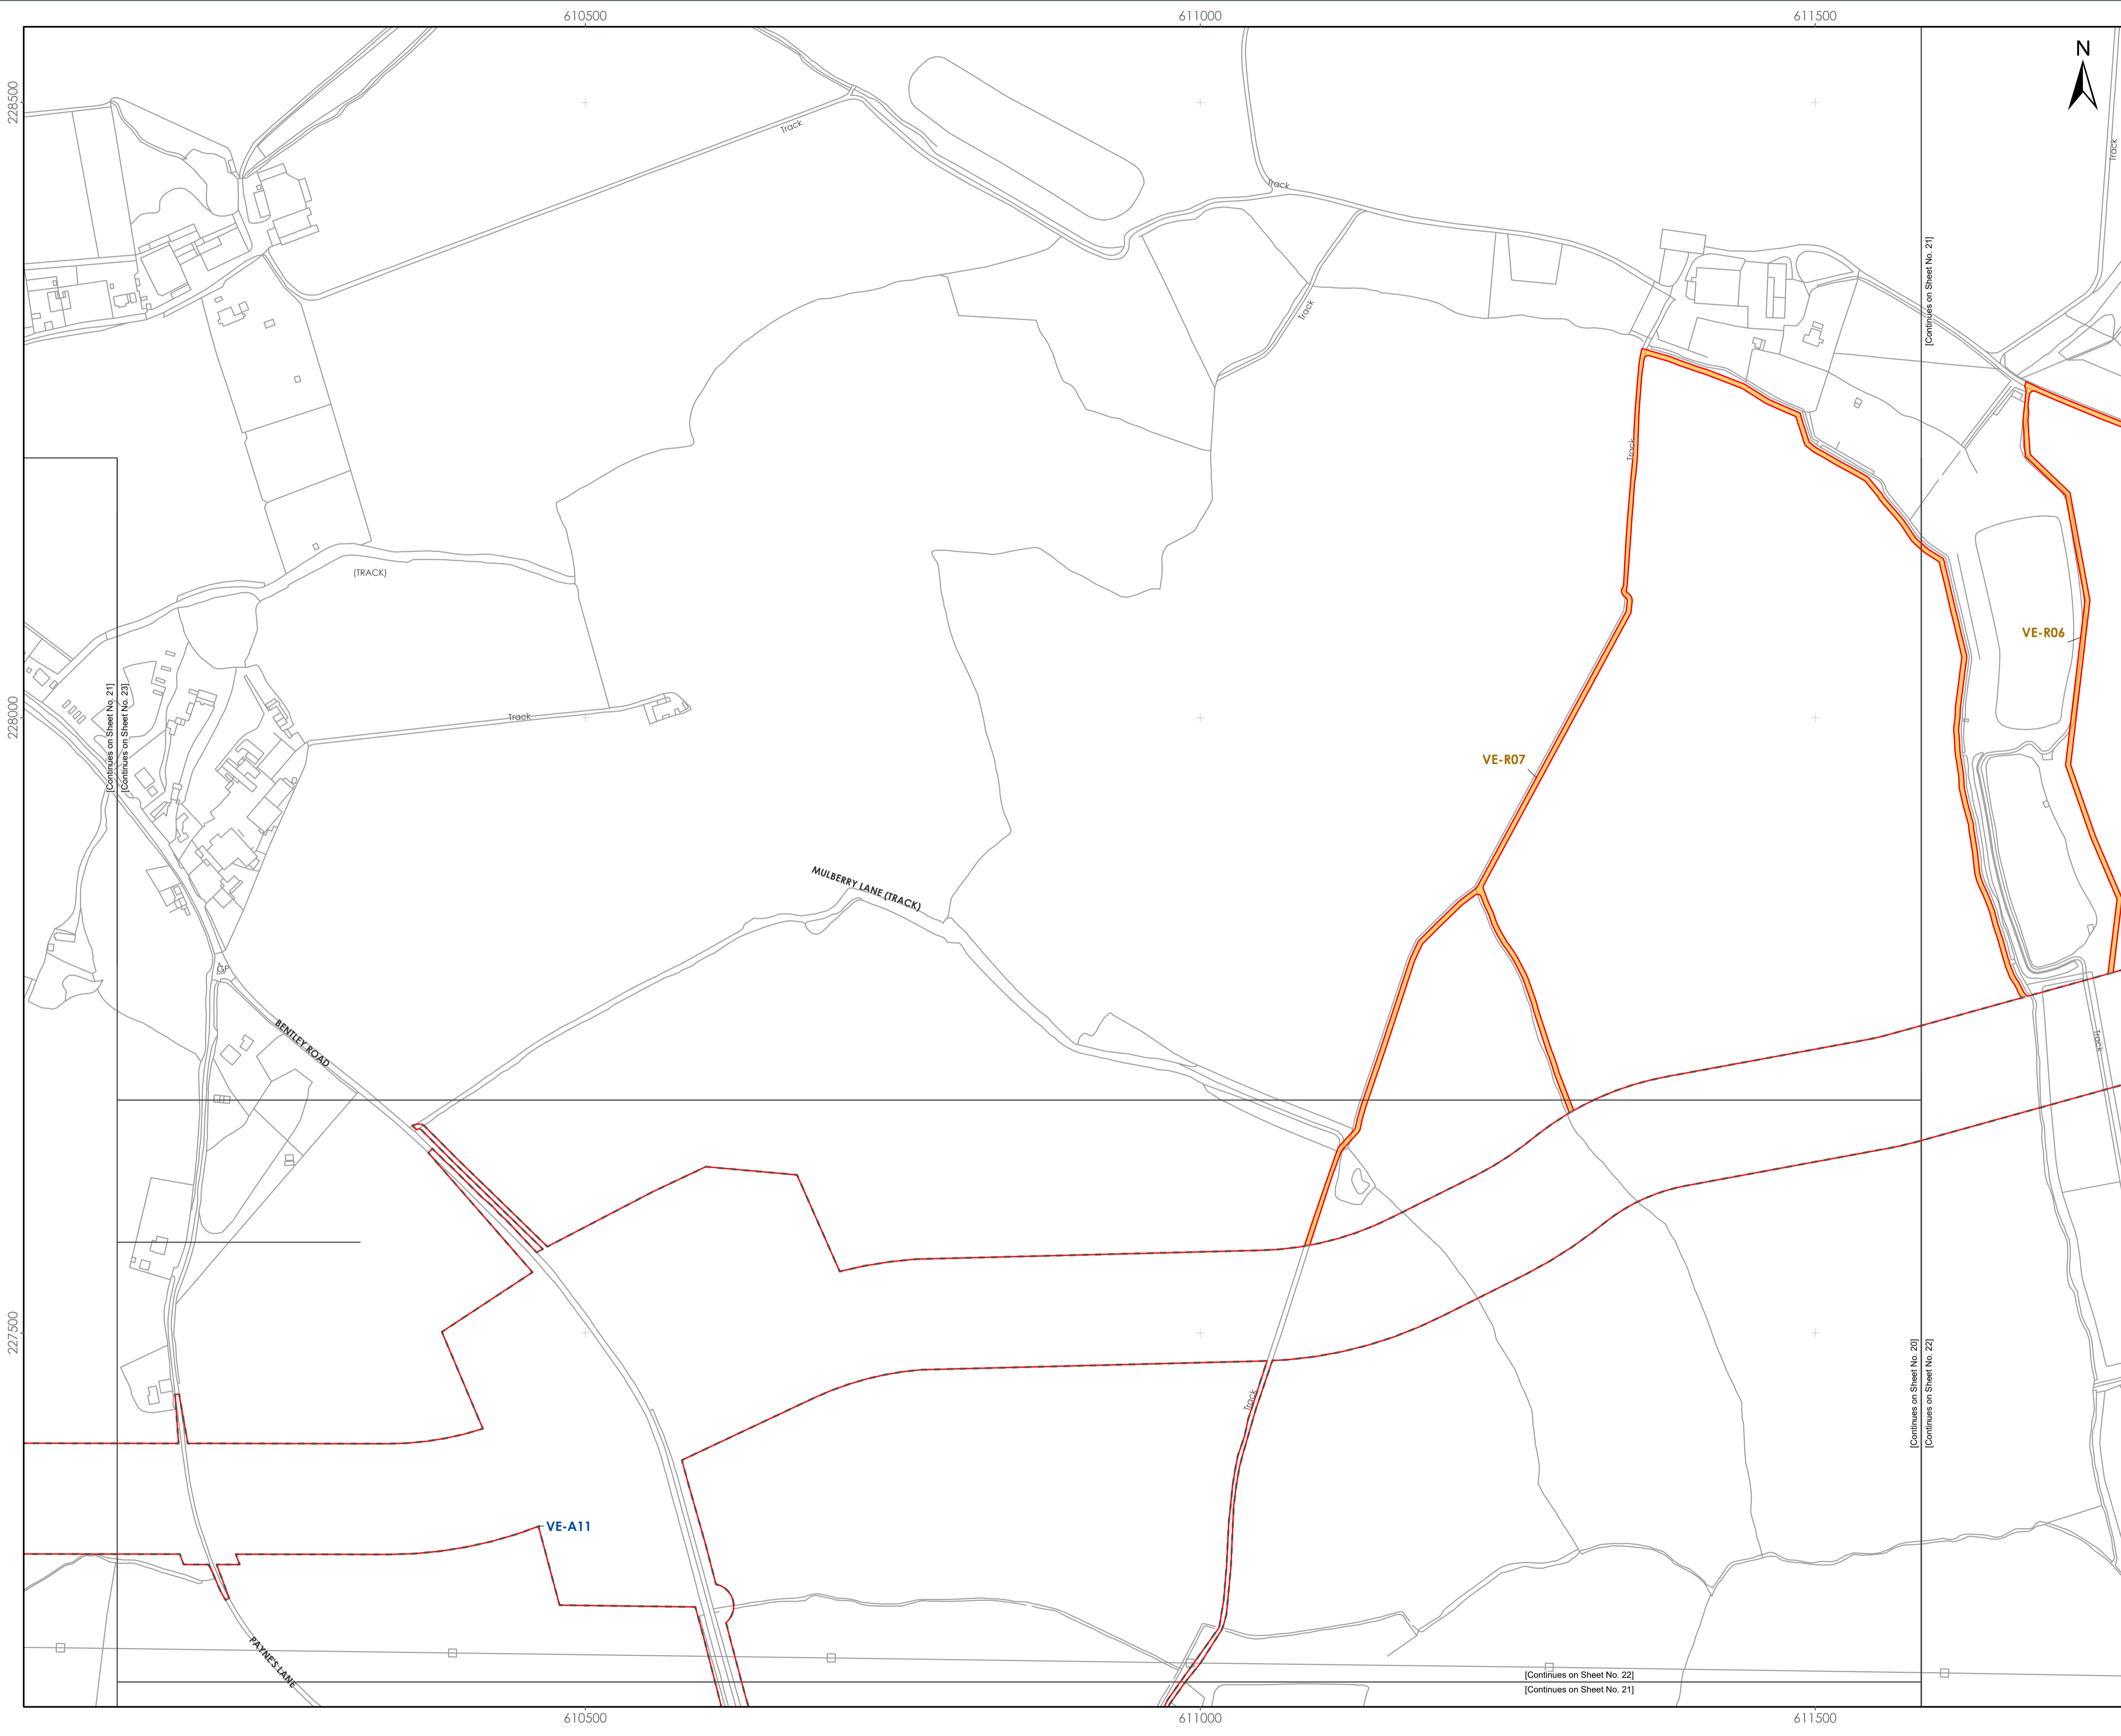 610500
611000
611500
N
228500
Track
Track
Track
[Continues on Sheet No. 21]
Track
Track
(TRACK)
VE-R06
[Continues on Sheet No. 21]
[Continues on Sheet No. 23]
228000
Track
VE-R07
MULBERRY LANE (TRACK)
GP
BENTLEY ROAD
Track
227500
[Continues on Sheet No. 20]
[Continues on Sheet No. 22]
Track
VE-A11
PAYNE'S LANE
[Continues on Sheet No. 22]
[Continues on Sheet No. 21]
610500
611000
611500